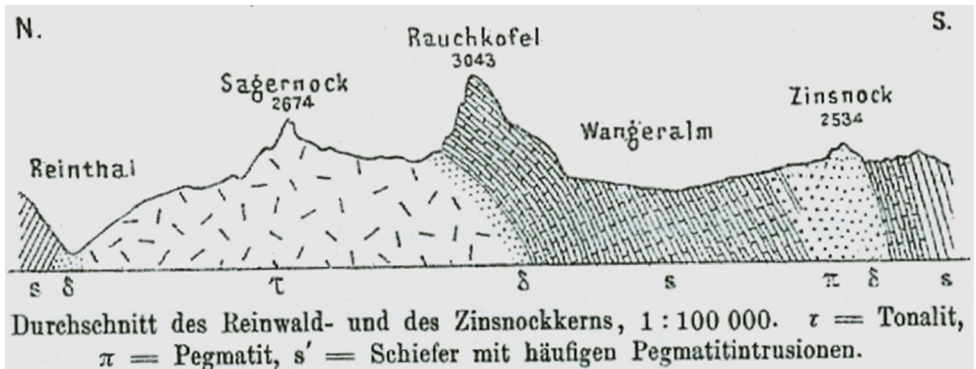 N.
S.
Rauchkofel
3043
Sagernock
2674
Zinsnock
2534
Wangeralm
Reinthal
s δ τ δ s π δ s
Durchschnitt des Reinwald- und des Zinsnockkerns, 1 : 100 000. τ = Tonalit,
π = Pegmatit, s′ = Schiefer mit häufigen Pegmatitintrusionen.